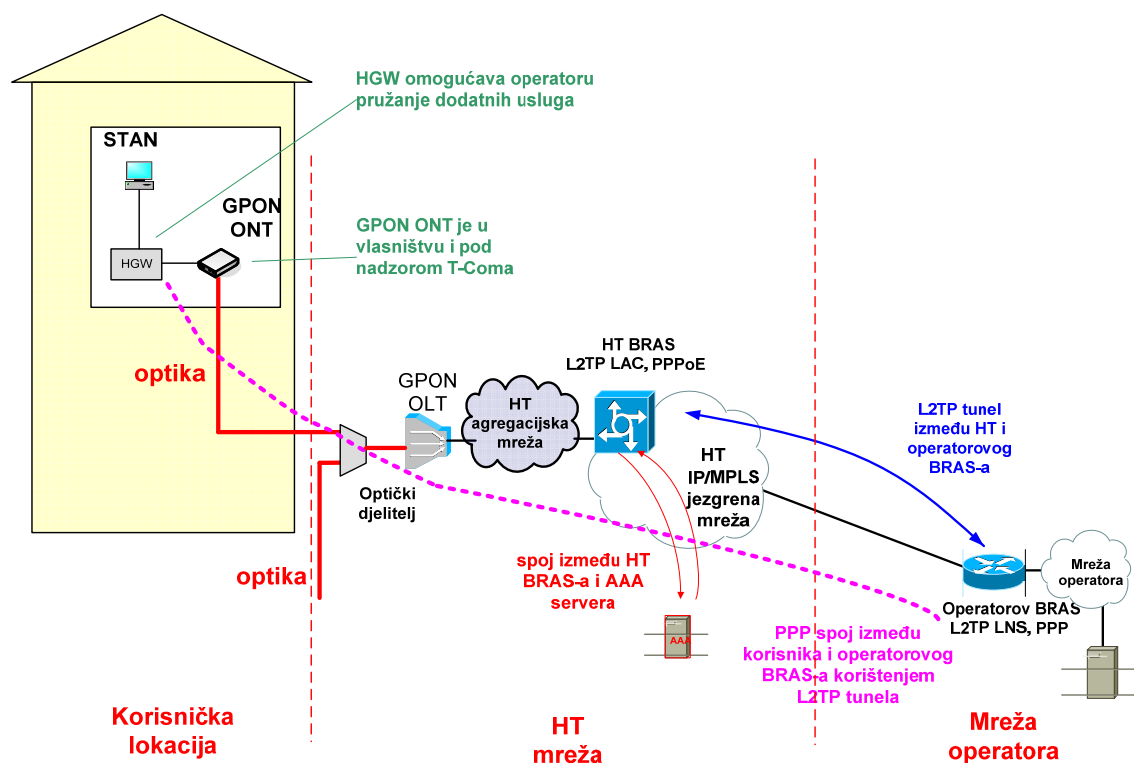 HGW omogućava operatoru
pružanje dodatnih usluga
STAN
GPON
ONT
HGW
GPON ONT je u
vlasništvu i pod
nadzorom T-Coma
optika
optika
GPON
OLT
Optički
djelitelj
HT
agregacijska
mreža
HT BRAS
L2TP LAC, PPPoE
HT
IP/MPLS
jezgrena
mreža
L2TP tunel
između HT i
operatorovog
BRAS-a
spoj između HT
BRAS-a i AAA
servera
AAA
Mreža
operatora
Operatorov BRAS
L2TP LNS, PPP
PPP spoj između
korisnika i operatorovog
BRAS-a korištenjem
L2TP tunela
Korisnička
lokacija
HT
mreža
Mreža
operatora